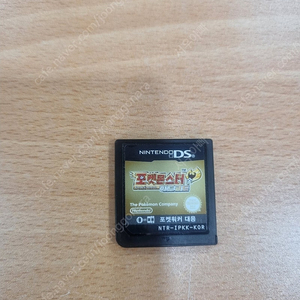 NINTENDO DS
포켓몬스터
The Pokémon Company
Nintendo
포켓워커 대응
NTR-IPKK-KOR